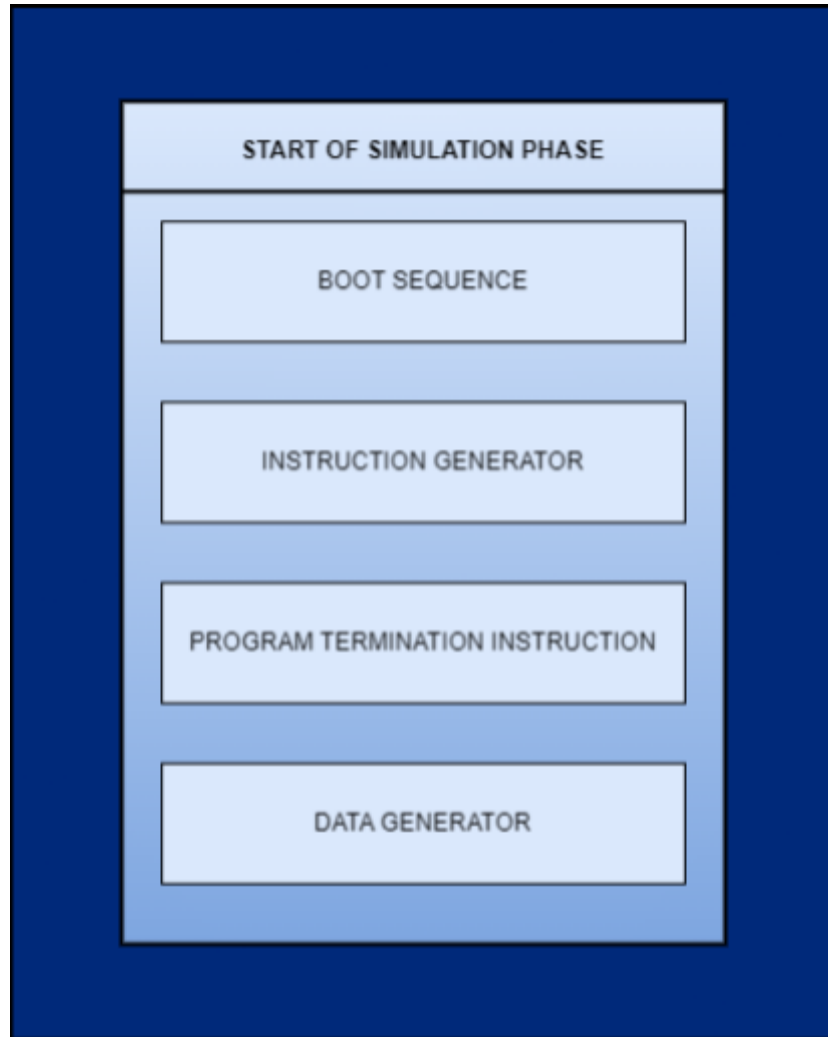 START OF SIMULATION PHASE
BOOT SEQUENCE
INSTRUCTION GENERATOR
PROGRAM TERMINATION INSTRUCTION
DATA GENERATOR